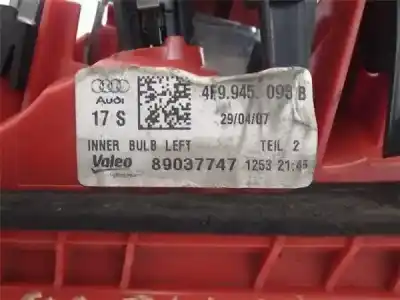 Audi
4F9.945.093 B
17 S
29/04/07
INNER BULB LEFT TEIL 2
Valeo 89037747 1253 21:45